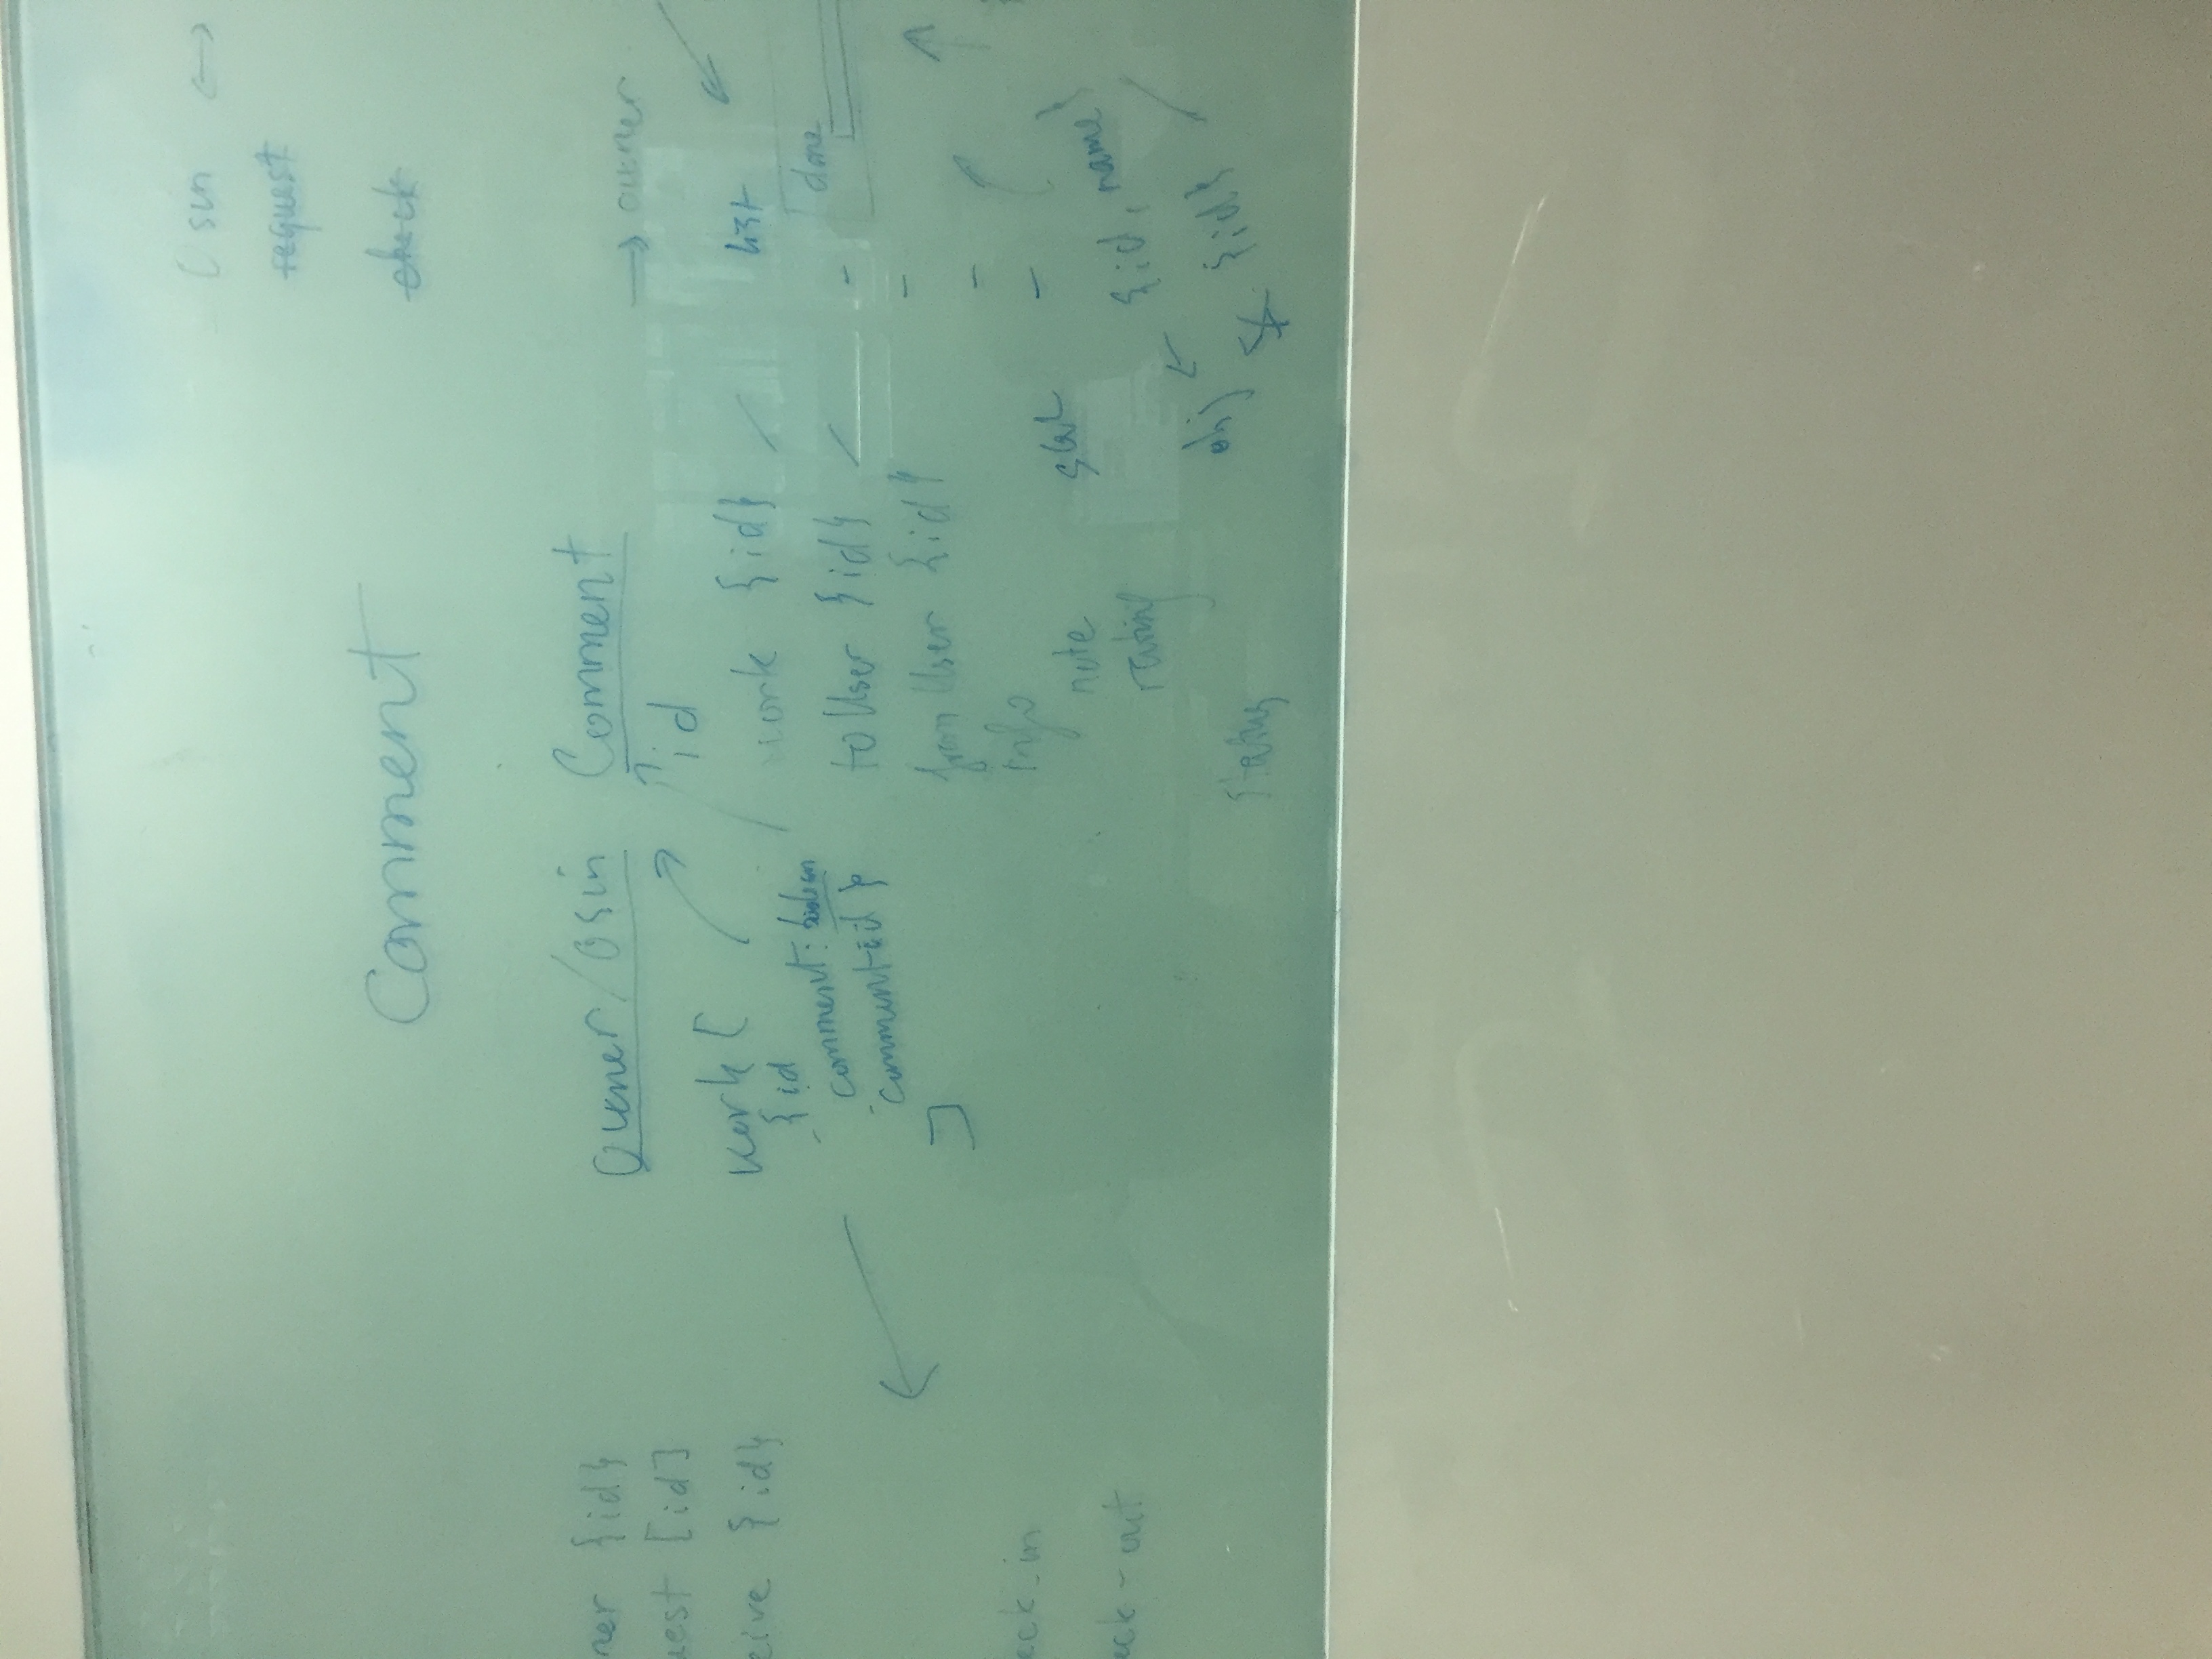 Osin
request
Comment
check
ner {id}
uest [id]
eive {id}
eck-in
eck-out
Owner/Osin
work [
{id
comment: boolean
comment-id }
]
Comment
id
work {id}
toUser {id}
fromUser {id}
info
note
rating
status
→ owner
list
done
{id, name}
obj ←
{id}